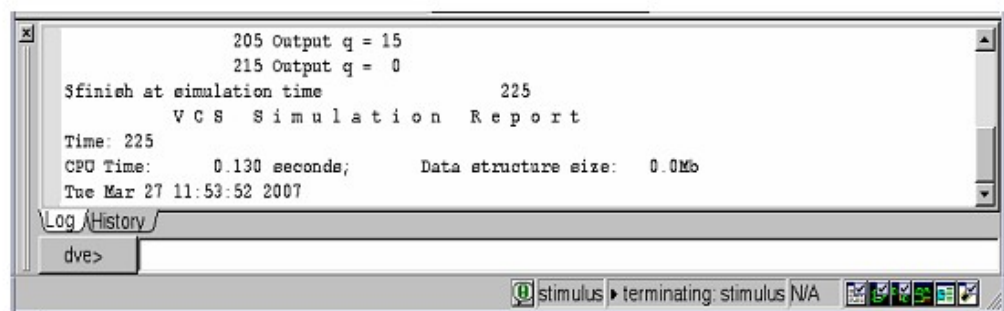 205 Output q = 15
215 Output q = 0
$finish at simulation time 225
V C S S i m u l a t i o n R e p o r t
Time: 225
CPU Time: 0.130 seconds; Data structure size: 0.0Mb
Tue Mar 27 11:53:52 2007
Log History
dve>
stimulus terminating: stimulus N/A